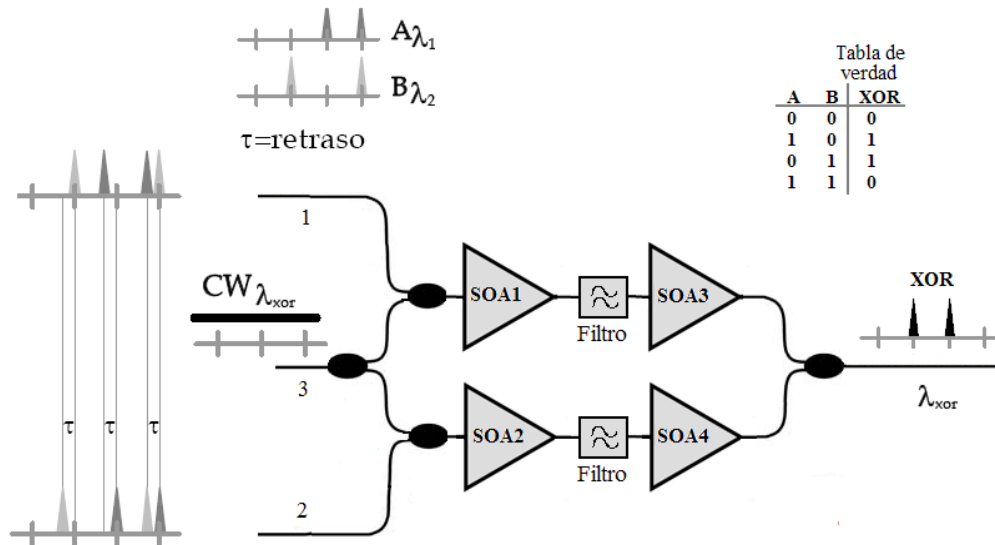 Aλ1
Bλ2
τ=retraso
Tabla de
verdad
A B XOR
0 0 0
1 0 1
0 1 1
1 1 0
1
CWλxor
3
τ τ τ
2
SOA1
Filtro
SOA3
SOA2
Filtro
SOA4
XOR
λxor